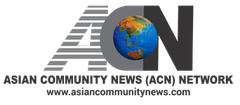 ACN
ASIAN COMMUNITY NEWS (ACN) NETWORK
www.asiancommunitynews.com